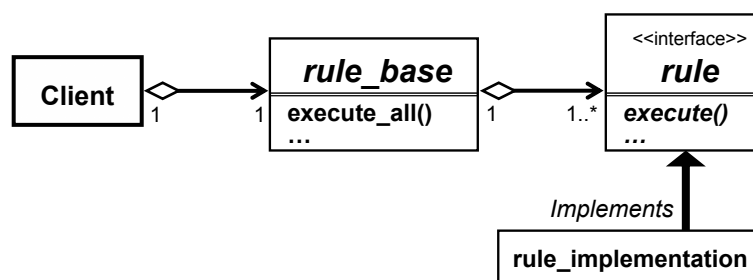 <<interface>>
Client
rule_base
rule
1
1
execute_all()
...
1
1..*
execute()
...
Implements
rule_implementation